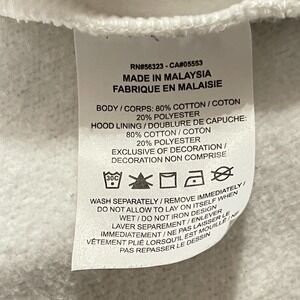 RN#56323 - CA#05553
MADE IN MALAYSIA
FABRIQUE EN MALAISIE
BODY / CORPS: 80% COTTON / COTON
20% POLYESTER
HOOD LINING / DOUBLURE DE CAPUCHE:
80% COTTON / COTON
20% POLYESTER
EXCLUSIVE OF DECORATION /
DECORATION NON COMPRISE
30C
WASH SEPARATELY / REMOVE IMMEDIATELY /
DO NOT ALLOW TO LAY ON ITSELF WHEN
WET / DO NOT IRON DESIGN
LAVER SEPAREMENT / ENLEVER
IMMEDIATEMENT / NE PAS LAISSER LE
VÊTEMENT PLIÉ LORSQU'IL EST MOUILLÉ / NE
PAS REPASSER LE DESSIN